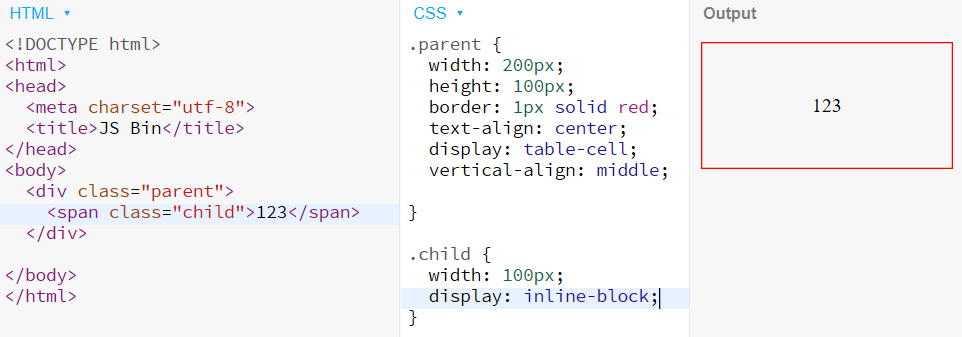 HTML ▾
<!DOCTYPE html>
<html>
<head>
  <meta charset="utf-8">
  <title>JS Bin</title>
</head>
<body>
  <div class="parent">
    <span class="child">123</span>
  </div>

</body>
</html>
CSS ▾
.parent {
  width: 200px;
  height: 100px;
  border: 1px solid red;
  text-align: center;
  display: table-cell;
  vertical-align: middle;

}

.child {
  width: 100px;
  display: inline-block;
}
Output
123